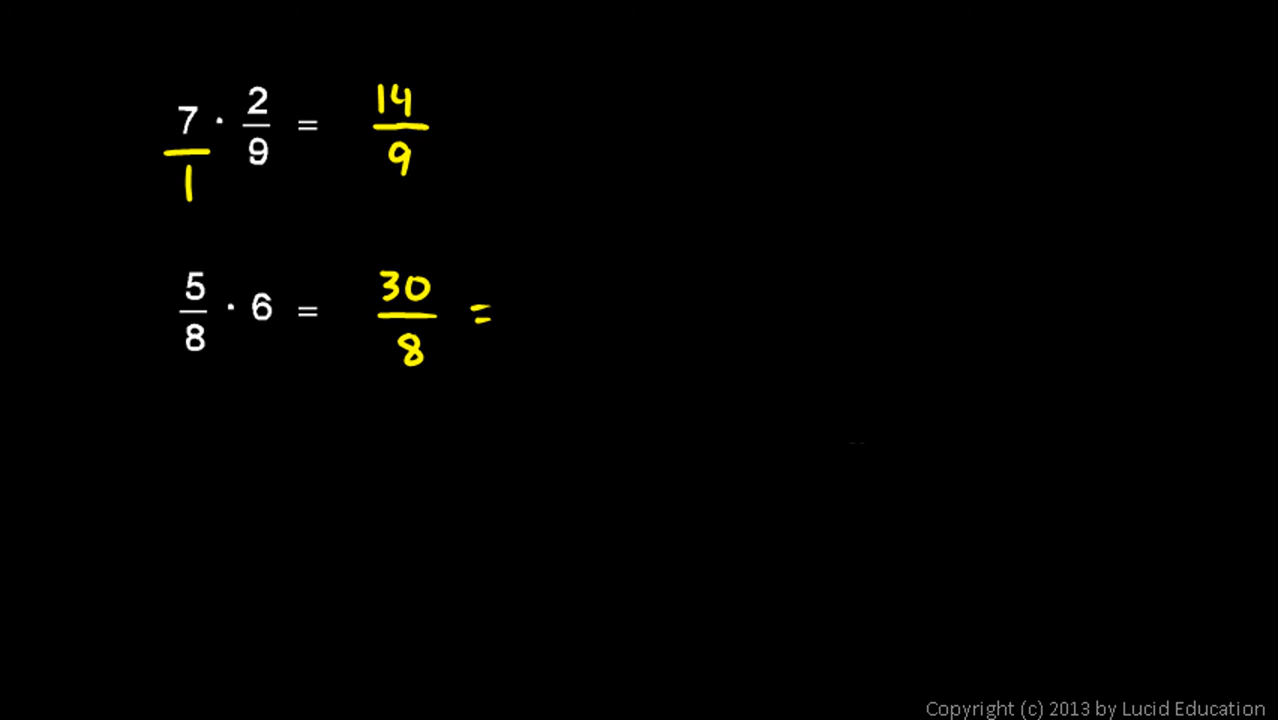 7/1 · 2/9 = 14/9
5/8 · 6 = 30/8 =
Copyright (c) 2013 by Lucid Education